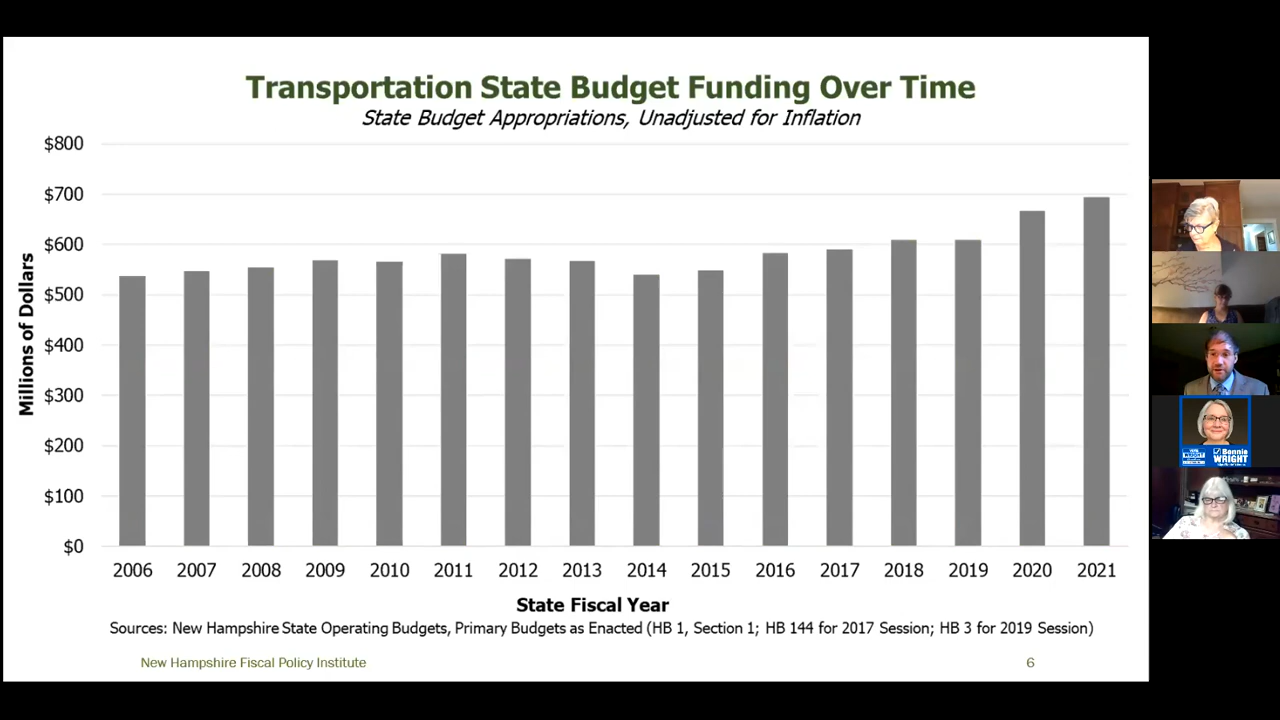 Transportation State Budget Funding Over Time
State Budget Appropriations, Unadjusted for Inflation
Millions of Dollars
$800
$700
$600
$500
$400
$300
$200
$100
$0
2006 2007 2008 2009 2010 2011 2012 2013 2014 2015 2016 2017 2018 2019 2020 2021
State Fiscal Year
Sources: New Hampshire State Operating Budgets, Primary Budgets as Enacted (HB 1, Section 1; HB 144 for 2017 Session; HB 3 for 2019 Session)
New Hampshire Fiscal Policy Institute
6
WRIGHT
Bonnie
WRIGHT